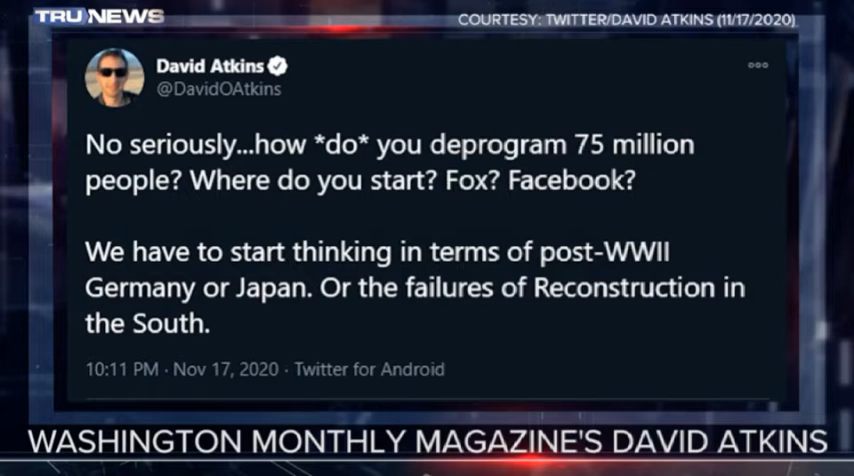 TRUNEWS
COURTESY: TWITTER/DAVID ATKINS (11/17/2020)
David Atkins
@DavidOAtkins
No seriously...how *do* you deprogram 75 million
people? Where do you start? Fox? Facebook?
We have to start thinking in terms of post-WWII
Germany or Japan. Or the failures of Reconstruction in
the South.
10:11 PM · Nov 17, 2020 · Twitter for Android
WASHINGTON MONTHLY MAGAZINE'S DAVID ATKINS